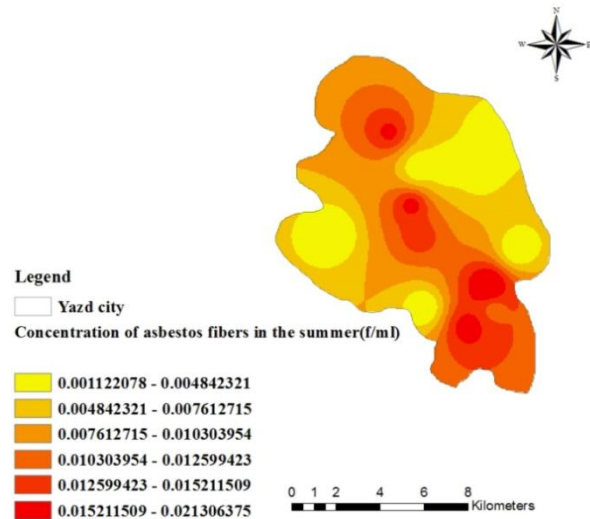 N
W E
S
Legend
Yazd city
Concentration of asbestos fibers in the summer(f/ml)
0.001122078 - 0.004842321
0.004842321 - 0.007612715
0.007612715 - 0.010303954
0.010303954 - 0.012599423
0.012599423 - 0.015211509
0.015211509 - 0.021306375
0 1 2 4 6 8
Kilometers